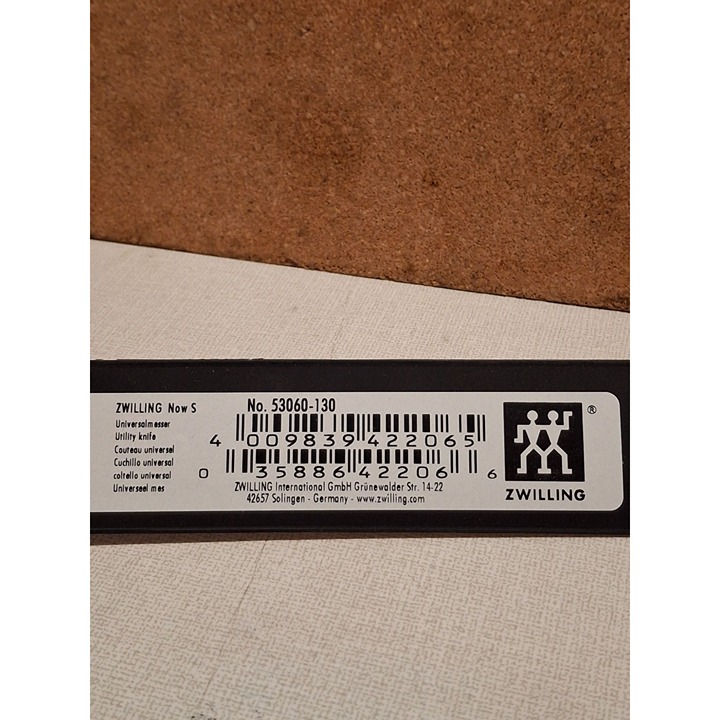 ZWILLING Now S
No. 53060-130
Universalmesser
Utility knife
Couteau universel
Cuchillo universal
coltello universal
Universeel mes
4 009839 422065
0 35886 42206 6
ZWILLING International GmbH Grünewalder Str. 14-22
42657 Solingen - Germany - www.zwilling.com
®
ZWILLING